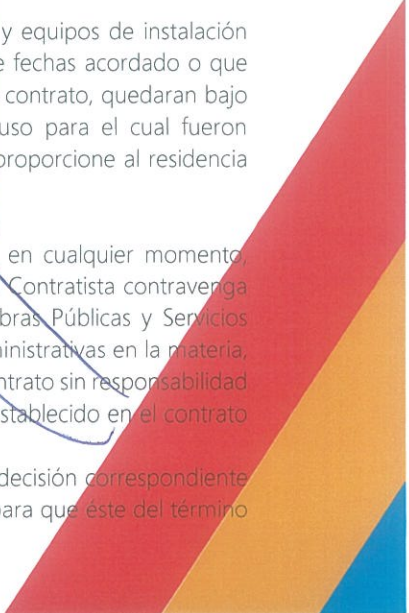 y equipos de instalación
e fechas acordado o que
contrato, quedaran bajo
uso para el cual fueron
proporcione al residencia
en cualquier momento,
Contratista contravenga
bras Públicas y Servicios
ministrativas en la materia,
ntrato sin responsabilidad
stablecido en el contrato
decisión correspondiente
para que éste del término